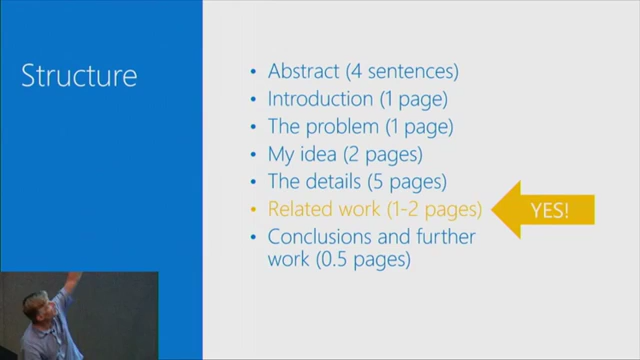 Structure
• Abstract (4 sentences)
• Introduction (1 page)
• The problem (1 page)
• My idea (2 pages)
• The details (5 pages)
• Related work (1-2 pages)
YES!
• Conclusions and further
work (0.5 pages)